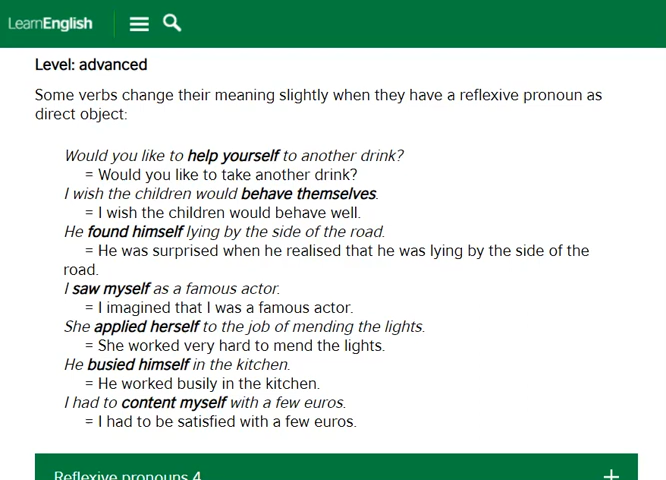 LearnEnglish
Level: advanced
Some verbs change their meaning slightly when they have a reflexive pronoun as
direct object:
Would you like to help yourself to another drink?
= Would you like to take another drink?
I wish the children would behave themselves.
= I wish the children would behave well.
He found himself lying by the side of the road.
= He was surprised when he realised that he was lying by the side of the
road.
I saw myself as a famous actor.
= I imagined that I was a famous actor.
She applied herself to the job of mending the lights.
= She worked very hard to mend the lights.
He busied himself in the kitchen.
= He worked busily in the kitchen.
I had to content myself with a few euros.
= I had to be satisfied with a few euros.
Reflexive pronouns 4